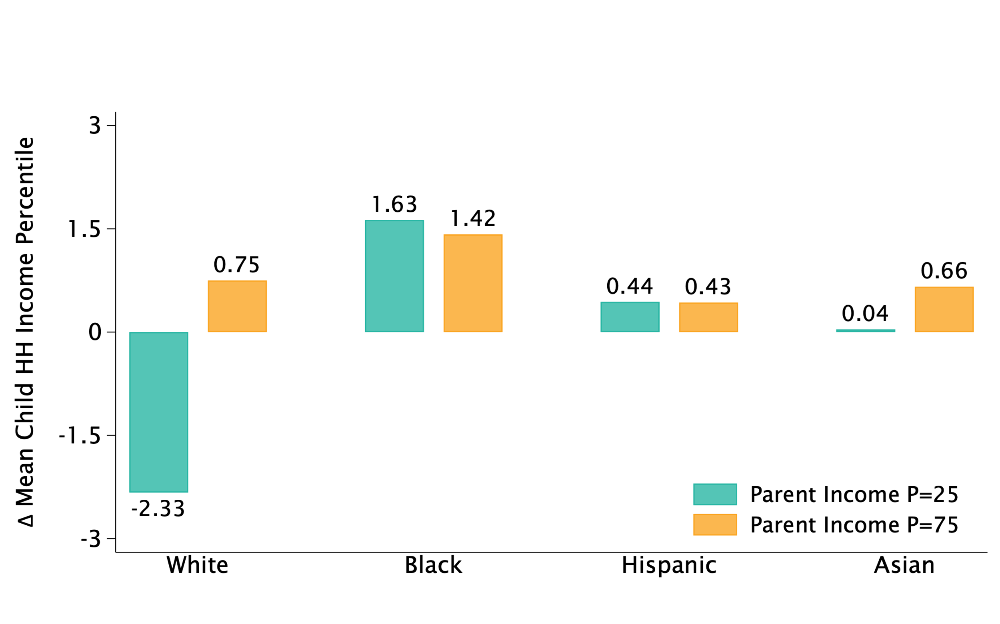 Δ Mean Child HH Income Percentile
3
1.5
0
-1.5
-3
-2.33
0.75
1.63
1.42
0.44
0.43
0.04
0.66
Parent Income P=25
Parent Income P=75
White
Black
Hispanic
Asian